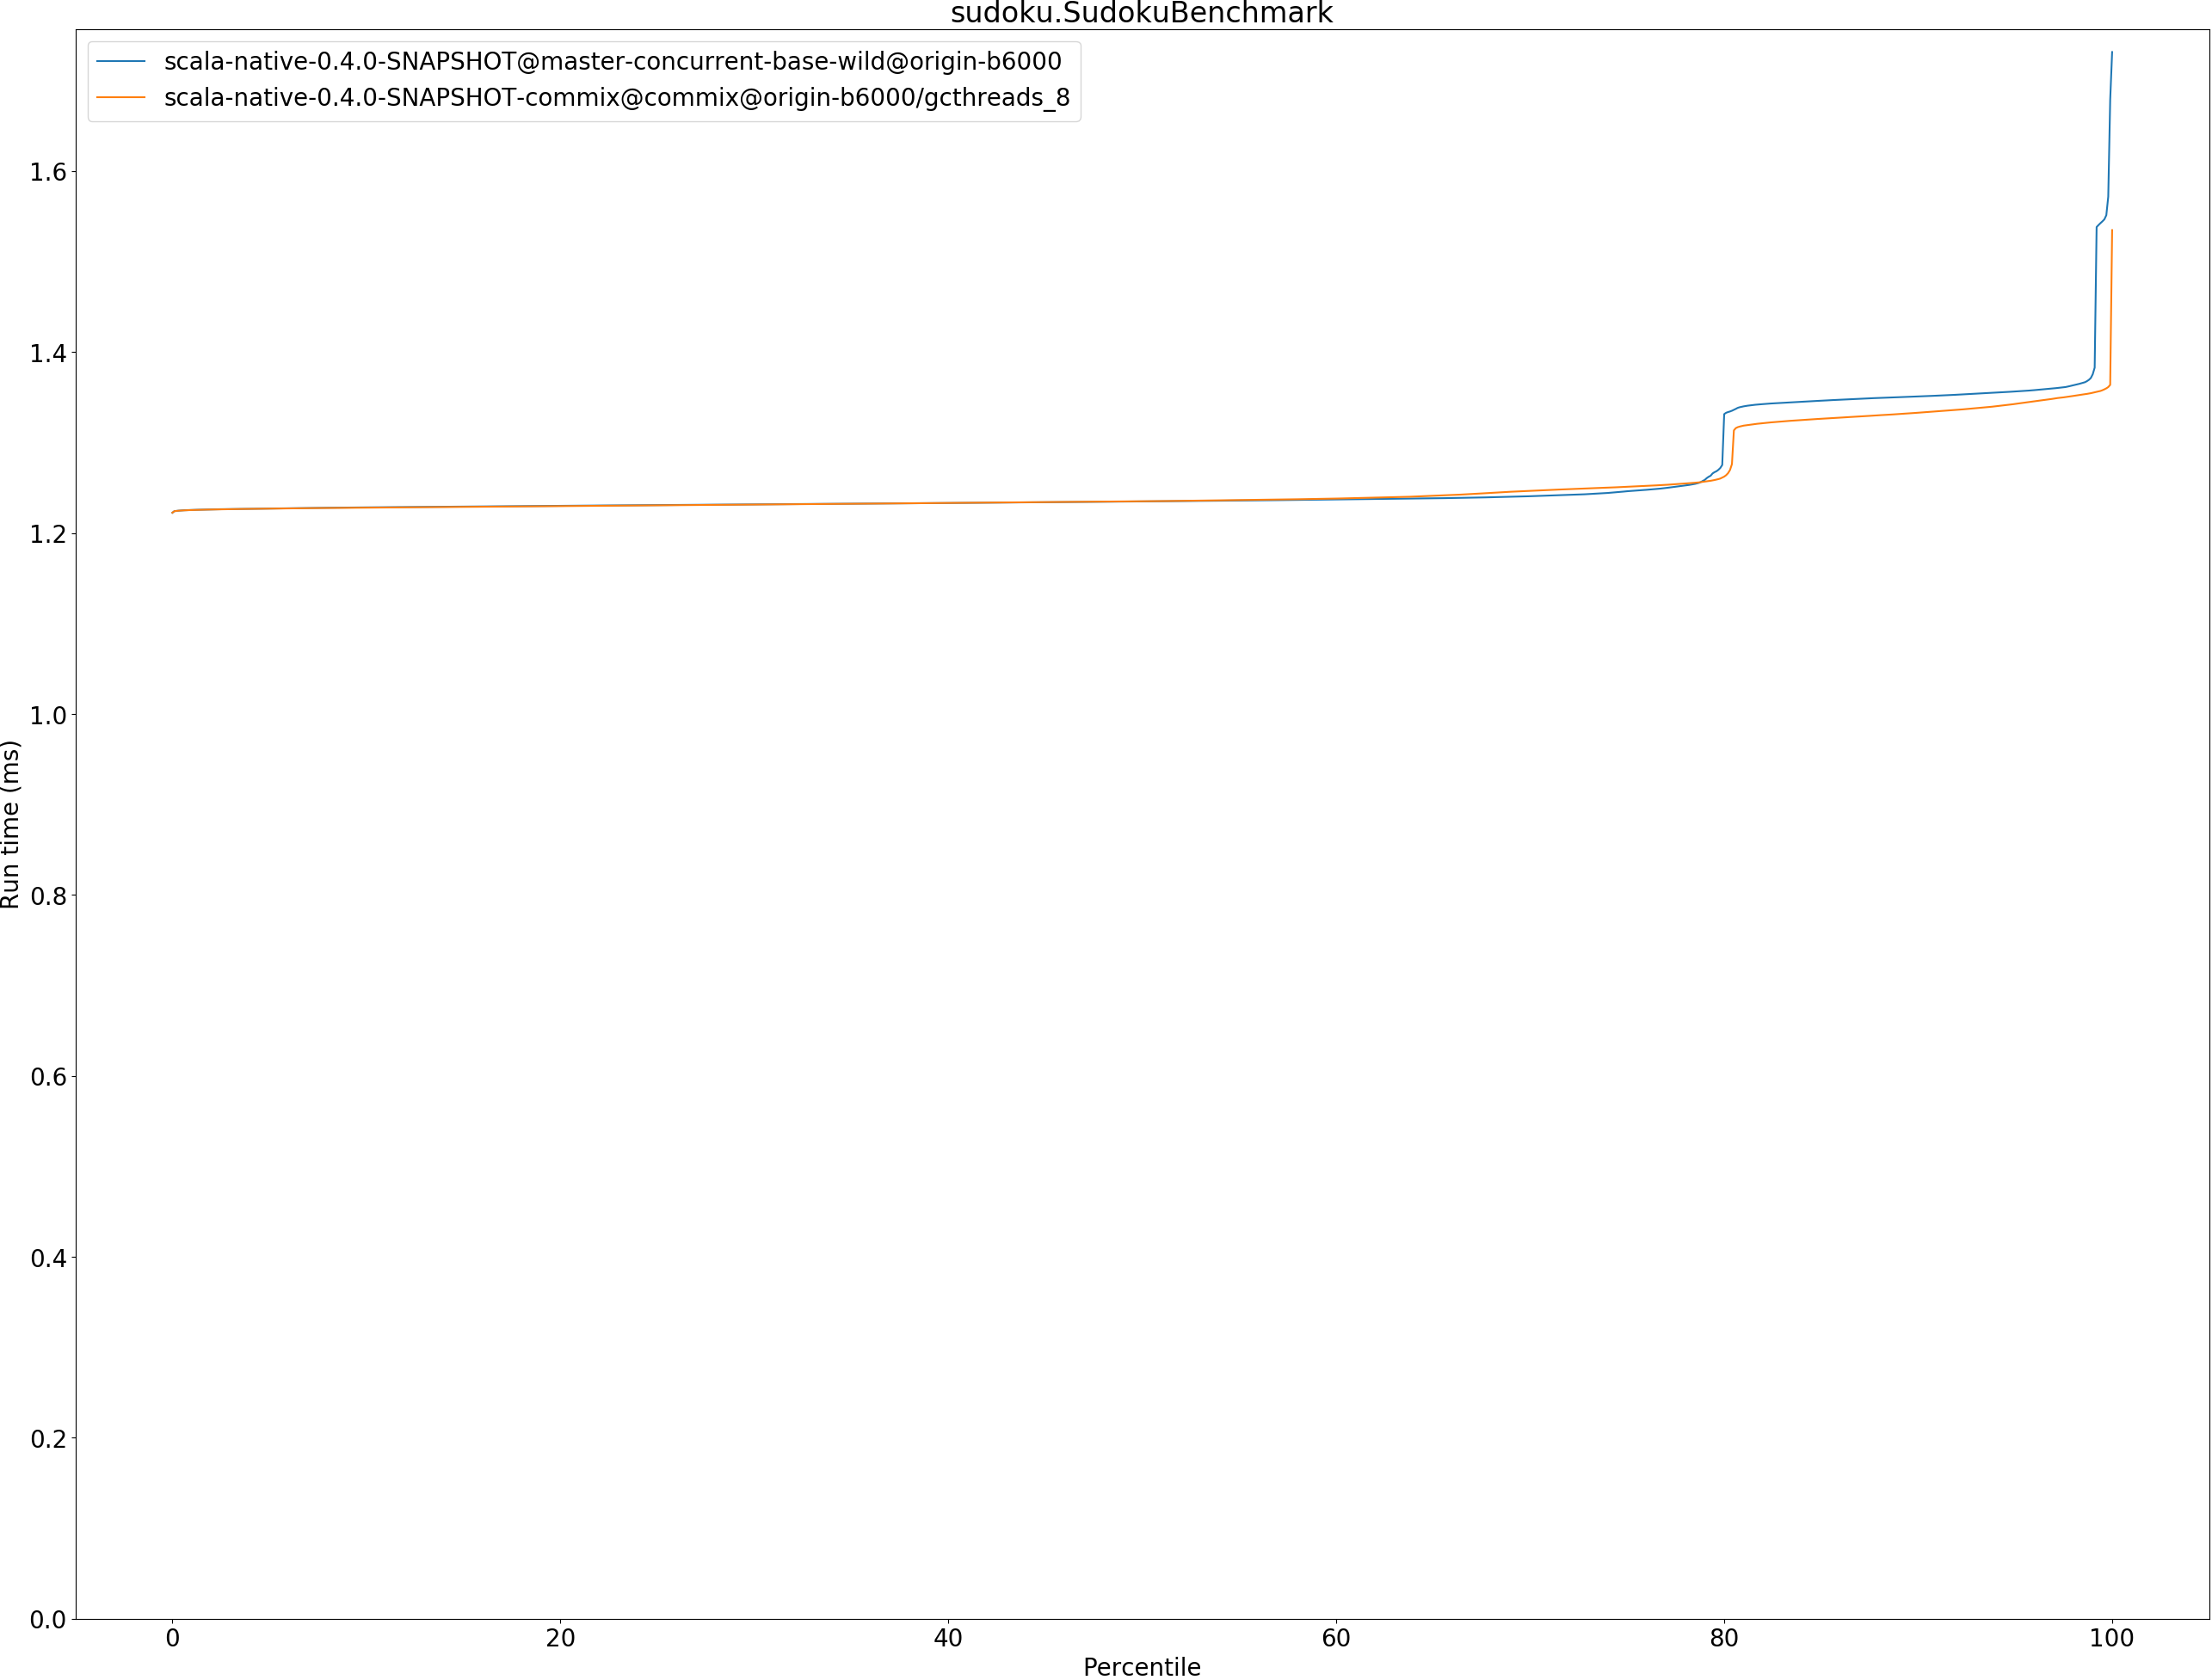 sudoku.SudokuBenchmark
scala-native-0.4.0-SNAPSHOT@master-concurrent-base-wild@origin-b6000
scala-native-0.4.0-SNAPSHOT-commix@commix@origin-b6000/gcthreads_8
1.6
1.4
1.2
1.0
0.8
0.6
0.4
0.2
0.0
Run time (ms)
0 20 40 60 80 100
Percentile